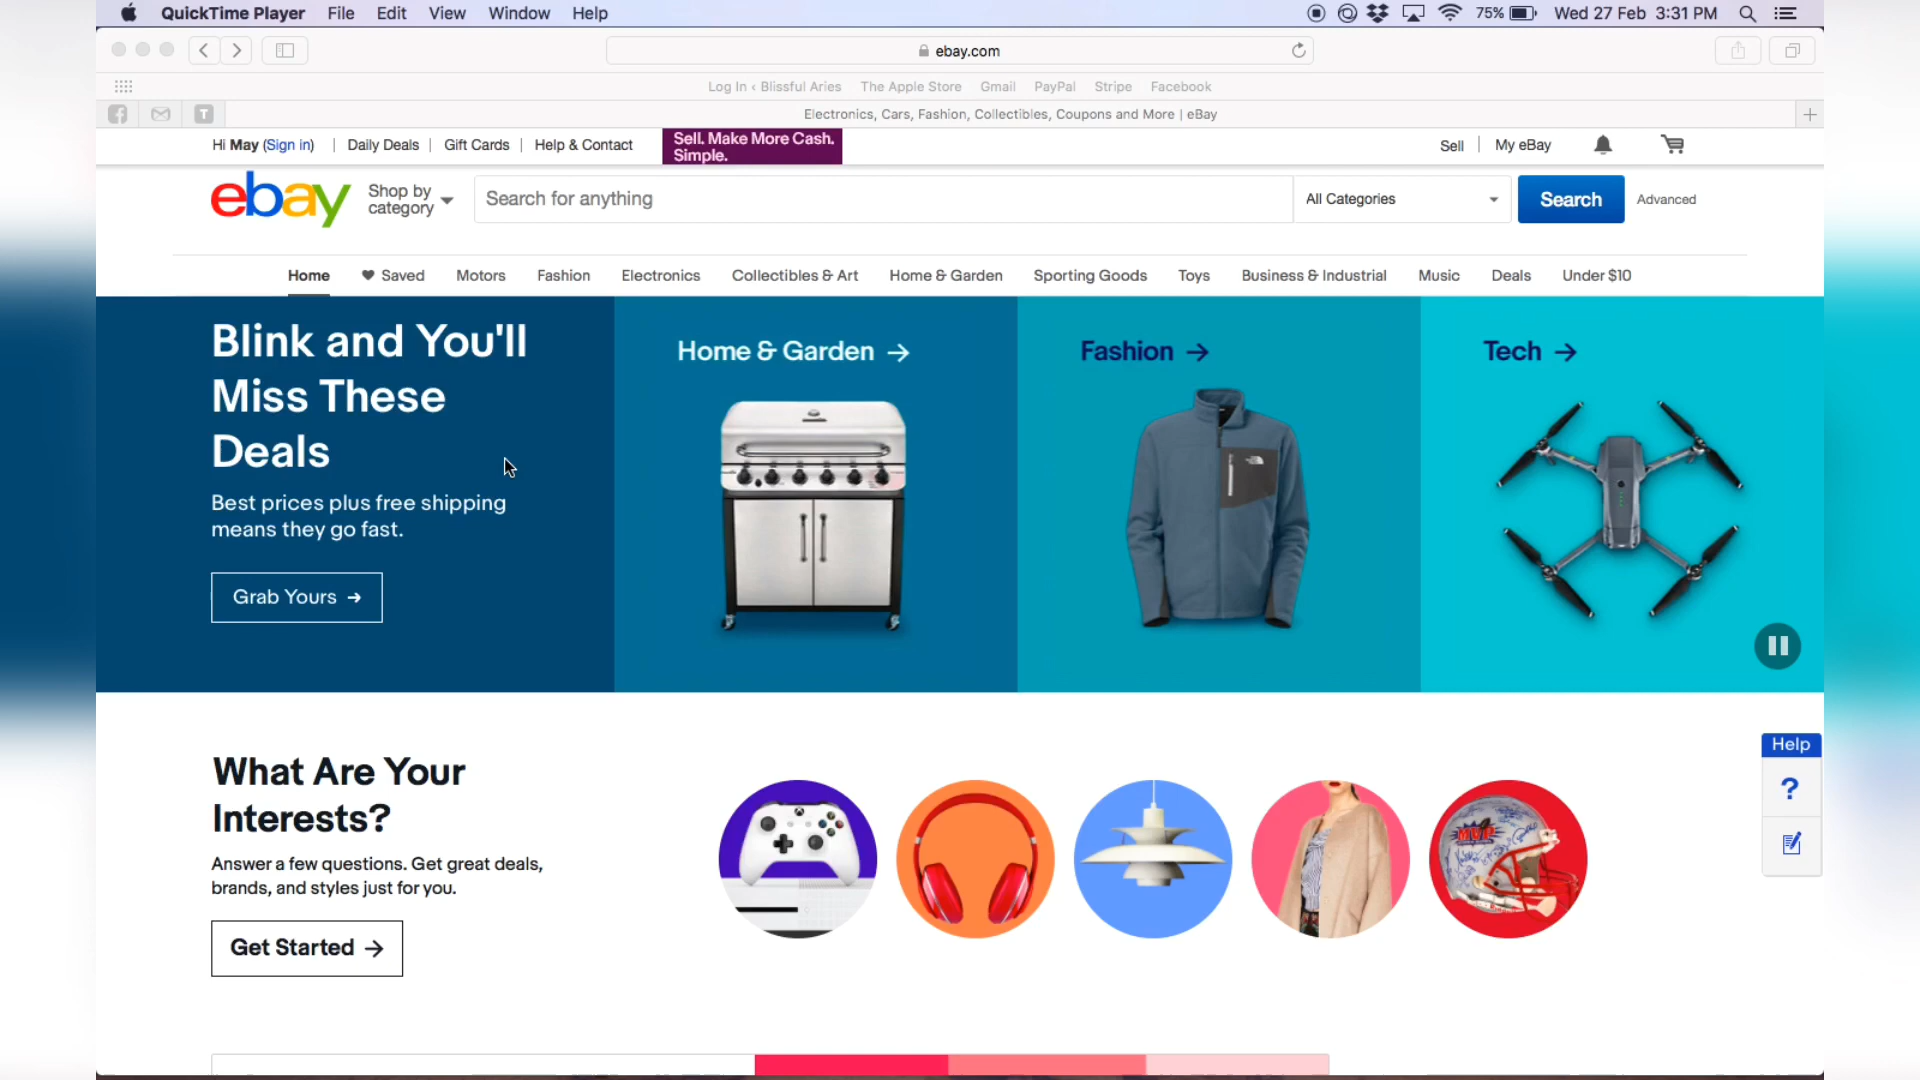 QuickTime Player File Edit View Window Help 75% Wed 27 Feb 3:31 PM
ebay.com
Log In ‹ Blissful Aries The Apple Store Gmail PayPal Stripe Facebook
T Electronics, Cars, Fashion, Collectibles, Coupons and More | eBay
Hi May (Sign in) | Daily Deals | Gift Cards | Help & Contact
Sell. Make More Cash.
Simple.
Sell | My eBay
ebay
Shop by
category
Search for anything
All Categories
Search
Advanced
Home Saved Motors Fashion Electronics Collectibles & Art Home & Garden Sporting Goods Toys Business & Industrial Music Deals Under $10
Blink and You'll
Miss These
Deals
Best prices plus free shipping
means they go fast.
Grab Yours →
Home & Garden →
Fashion →
Tech →
Help
?
What Are Your
Interests?
Answer a few questions. Get great deals,
brands, and styles just for you.
Get Started →
MVP